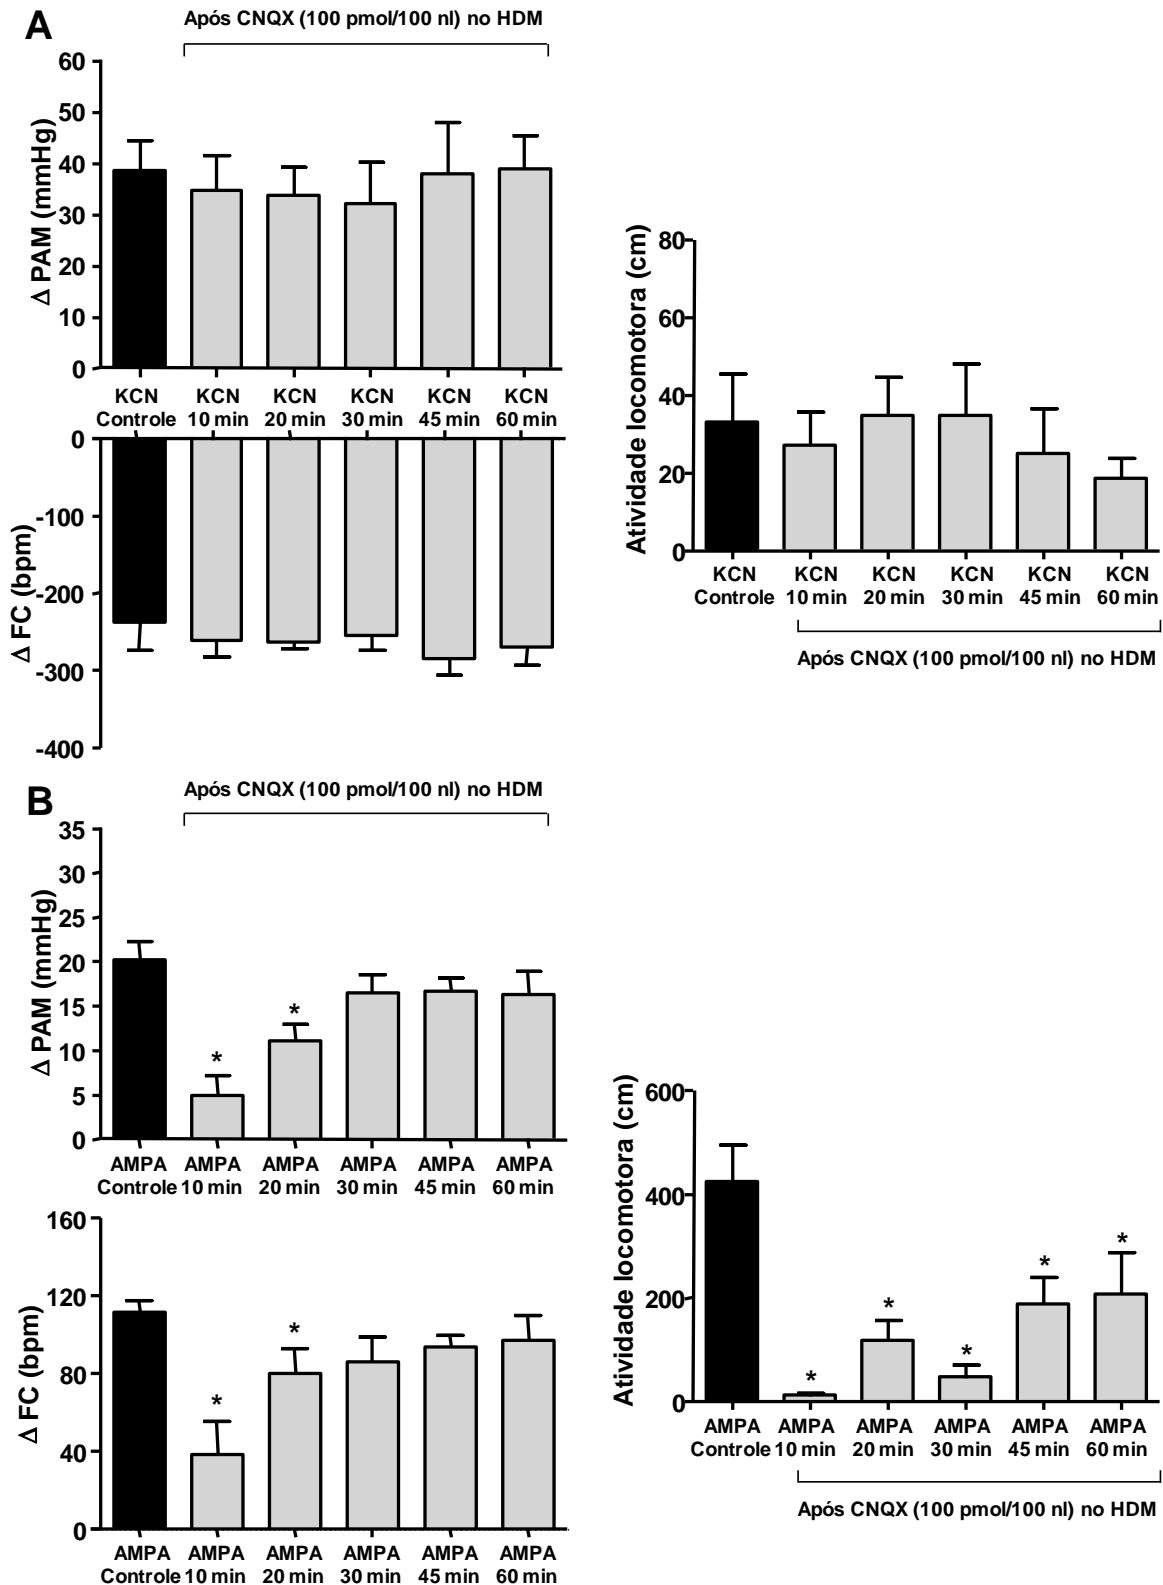 A
Após CNQX (100 pmol/100 nl) no HDM
Δ PAM (mmHg)
60
50
40
30
20
10
0
KCN KCN KCN KCN KCN KCN
Controle 10 min 20 min 30 min 45 min 60 min
Δ FC (bpm)
0
-100
-200
-300
-400
Atividade locomotora (cm)
80
60
40
20
0
KCN KCN KCN KCN KCN KCN
Controle 10 min 20 min 30 min 45 min 60 min
Após CNQX (100 pmol/100 nl) no HDM
B
Após CNQX (100 pmol/100 nl) no HDM
Δ PAM (mmHg)
35
30
25
20
15
10
5
0
* *
AMPA AMPA AMPA AMPA AMPA AMPA
Controle 10 min 20 min 30 min 45 min 60 min
Δ FC (bpm)
160
120
80
40
0
* *
AMPA AMPA AMPA AMPA AMPA AMPA
Controle 10 min 20 min 30 min 45 min 60 min
Atividade locomotora (cm)
600
400
200
0
* * * * *
AMPA AMPA AMPA AMPA AMPA AMPA
Controle 10 min 20 min 30 min 45 min 60 min
Após CNQX (100 pmol/100 nl) no HDM